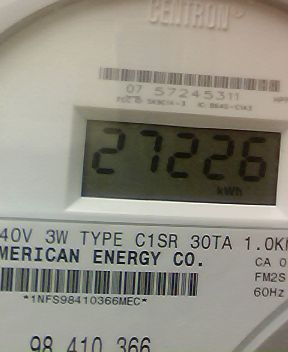 CENTRON®
07 57245311
27226
kWh
40V 3W TYPE C1SR 30TA 1.0K
MERICAN ENERGY CO.
CA 0
FM2S
60Hz
*1NFS98410366MEC*
98 410 366